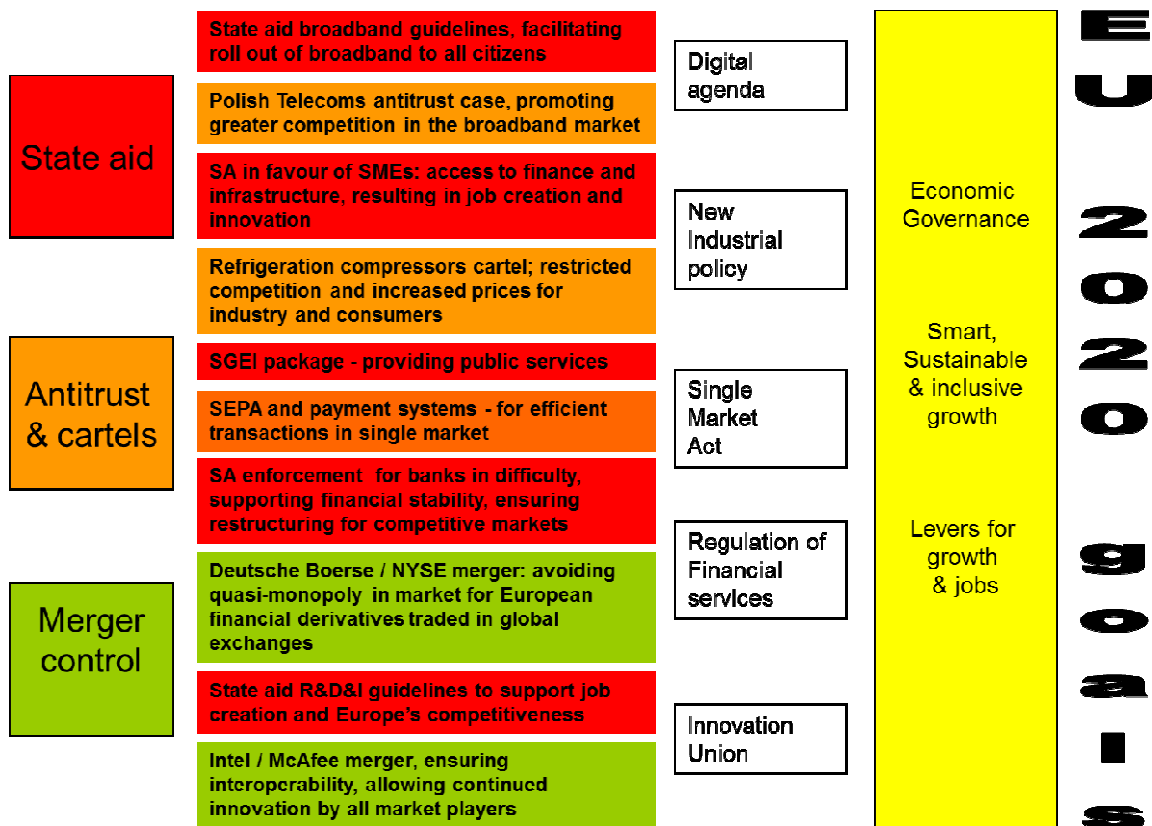 State aid
Antitrust
& cartels
Merger
control
State aid broadband guidelines, facilitating
roll out of broadband to all citizens
Polish Telecoms antitrust case, promoting
greater competition in the broadband market
SA in favour of SMEs: access to finance and
infrastructure, resulting in job creation and
innovation
Refrigeration compressors cartel; restricted
competition and increased prices for
industry and consumers
SGEI package - providing public services
SEPA and payment systems - for efficient
transactions in single market
SA enforcement for banks in difficulty,
supporting financial stability, ensuring
restructuring for competitive markets
Deutsche Boerse / NYSE merger: avoiding
quasi-monopoly in market for European
financial derivatives traded in global
exchanges
State aid R&D&I guidelines to support job
creation and Europe's competitiveness
Intel / McAfee merger, ensuring
interoperability, allowing continued
innovation by all market players
Digital
agenda
New
Industrial
policy
Single
Market
Act
Regulation of
Financial
services
Innovation
Union
Economic
Governance
Smart,
Sustainable
& inclusive
growth
Levers for
growth
& jobs
EU 2020 goals